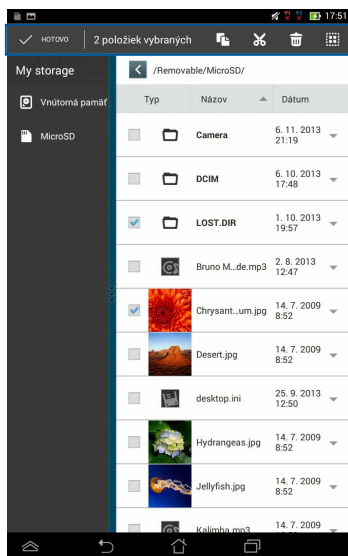 17:51
HOTOVO 2 položiek vybraných
My storage
/Removable/MicroSD/
Vnútorná pamäť
MicroSD
Typ Názov Dátum
Camera 6. 11. 2013
21:19
DCIM 6. 10. 2013
17:48
LOST.DIR 1. 10. 2013
19:57
Bruno M...de.mp3 2. 8. 2013
12:47
Chrysant...um.jpg 14. 7. 2009
8:52
Desert.jpg 14. 7. 2009
8:52
desktop.ini 25. 9. 2013
12:50
Hydrangeas.jpg 14. 7. 2009
8:52
Jellyfish.jpg 14. 7. 2009
8:52
Kalimba.mp3 14. 7. 2009